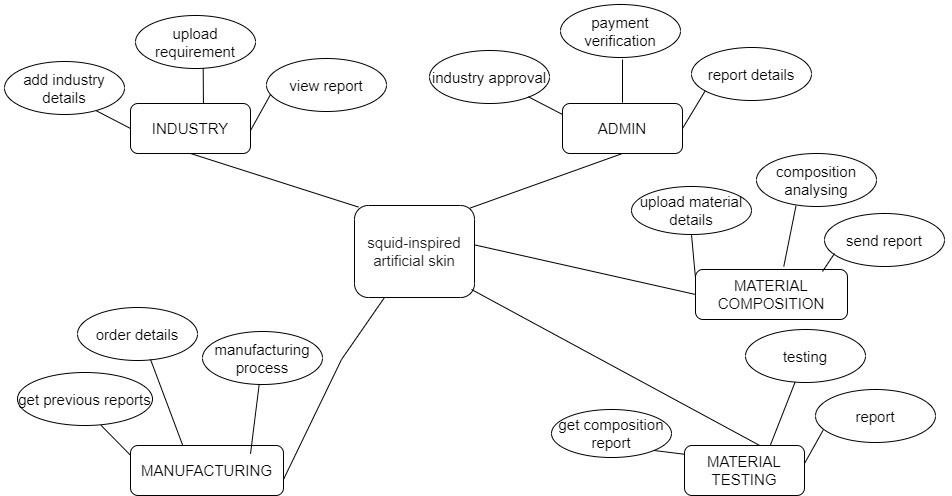 upload
requirement
add industry
details
view report
INDUSTRY
payment
verification
industry approval
report details
ADMIN
squid-inspired
artificial skin
composition
analysing
upload material
details
send report
MATERIAL
COMPOSITION
order details
manufacturing
process
get previous reports
MANUFACTURING
testing
get composition
report
report
MATERIAL
TESTING